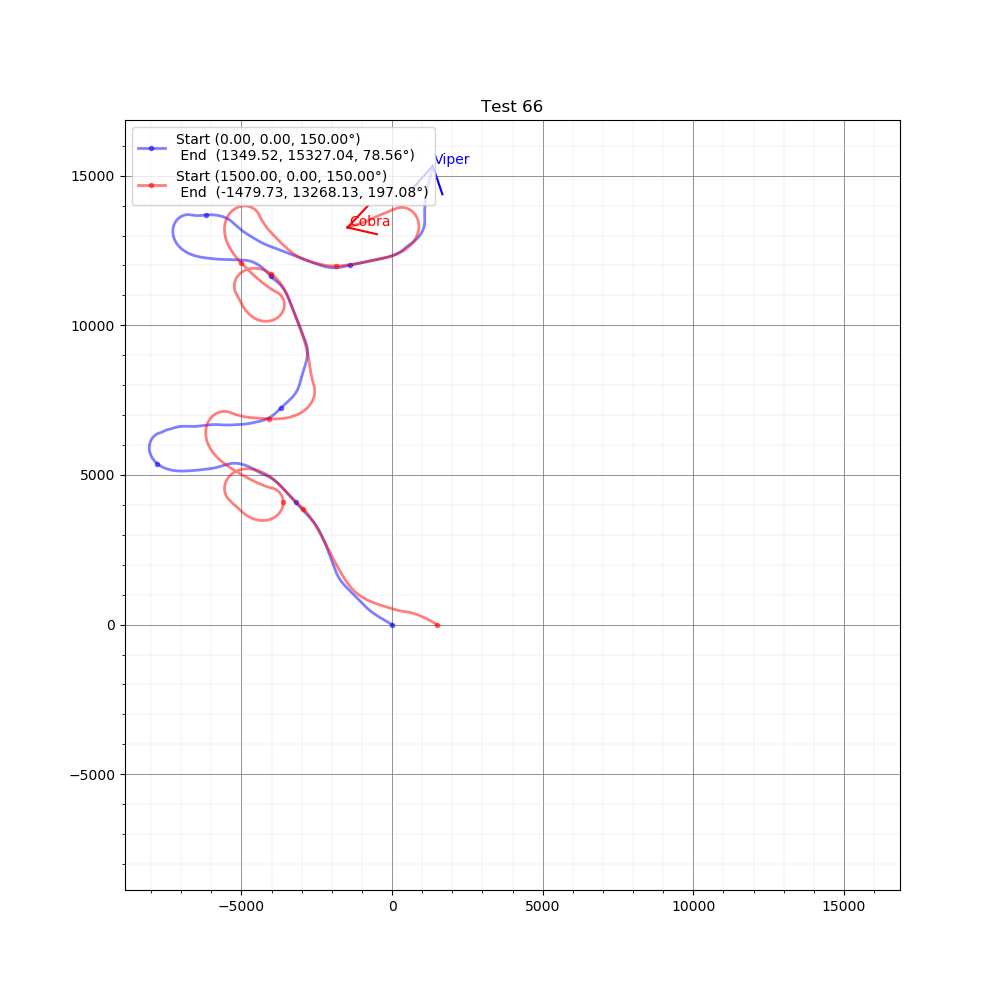 Test 66
Start (0.00, 0.00, 150.00°)
End  (1349.52, 15327.04, 78.56°)
Start (1500.00, 0.00, 150.00°)
End  (-1479.73, 13268.13, 197.08°)
Viper
Cobra
15000
10000
5000
0
−5000
−5000
0
5000
10000
15000